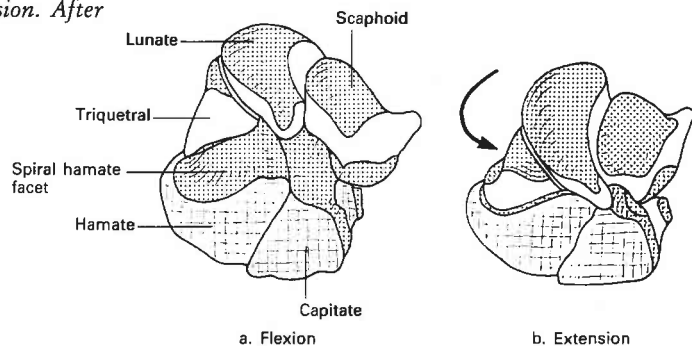 sion. After
Scaphoid
Lunate
Triquetral
Spiral hamate
facet
Hamate
Capitate
a. Flexion
b. Extension